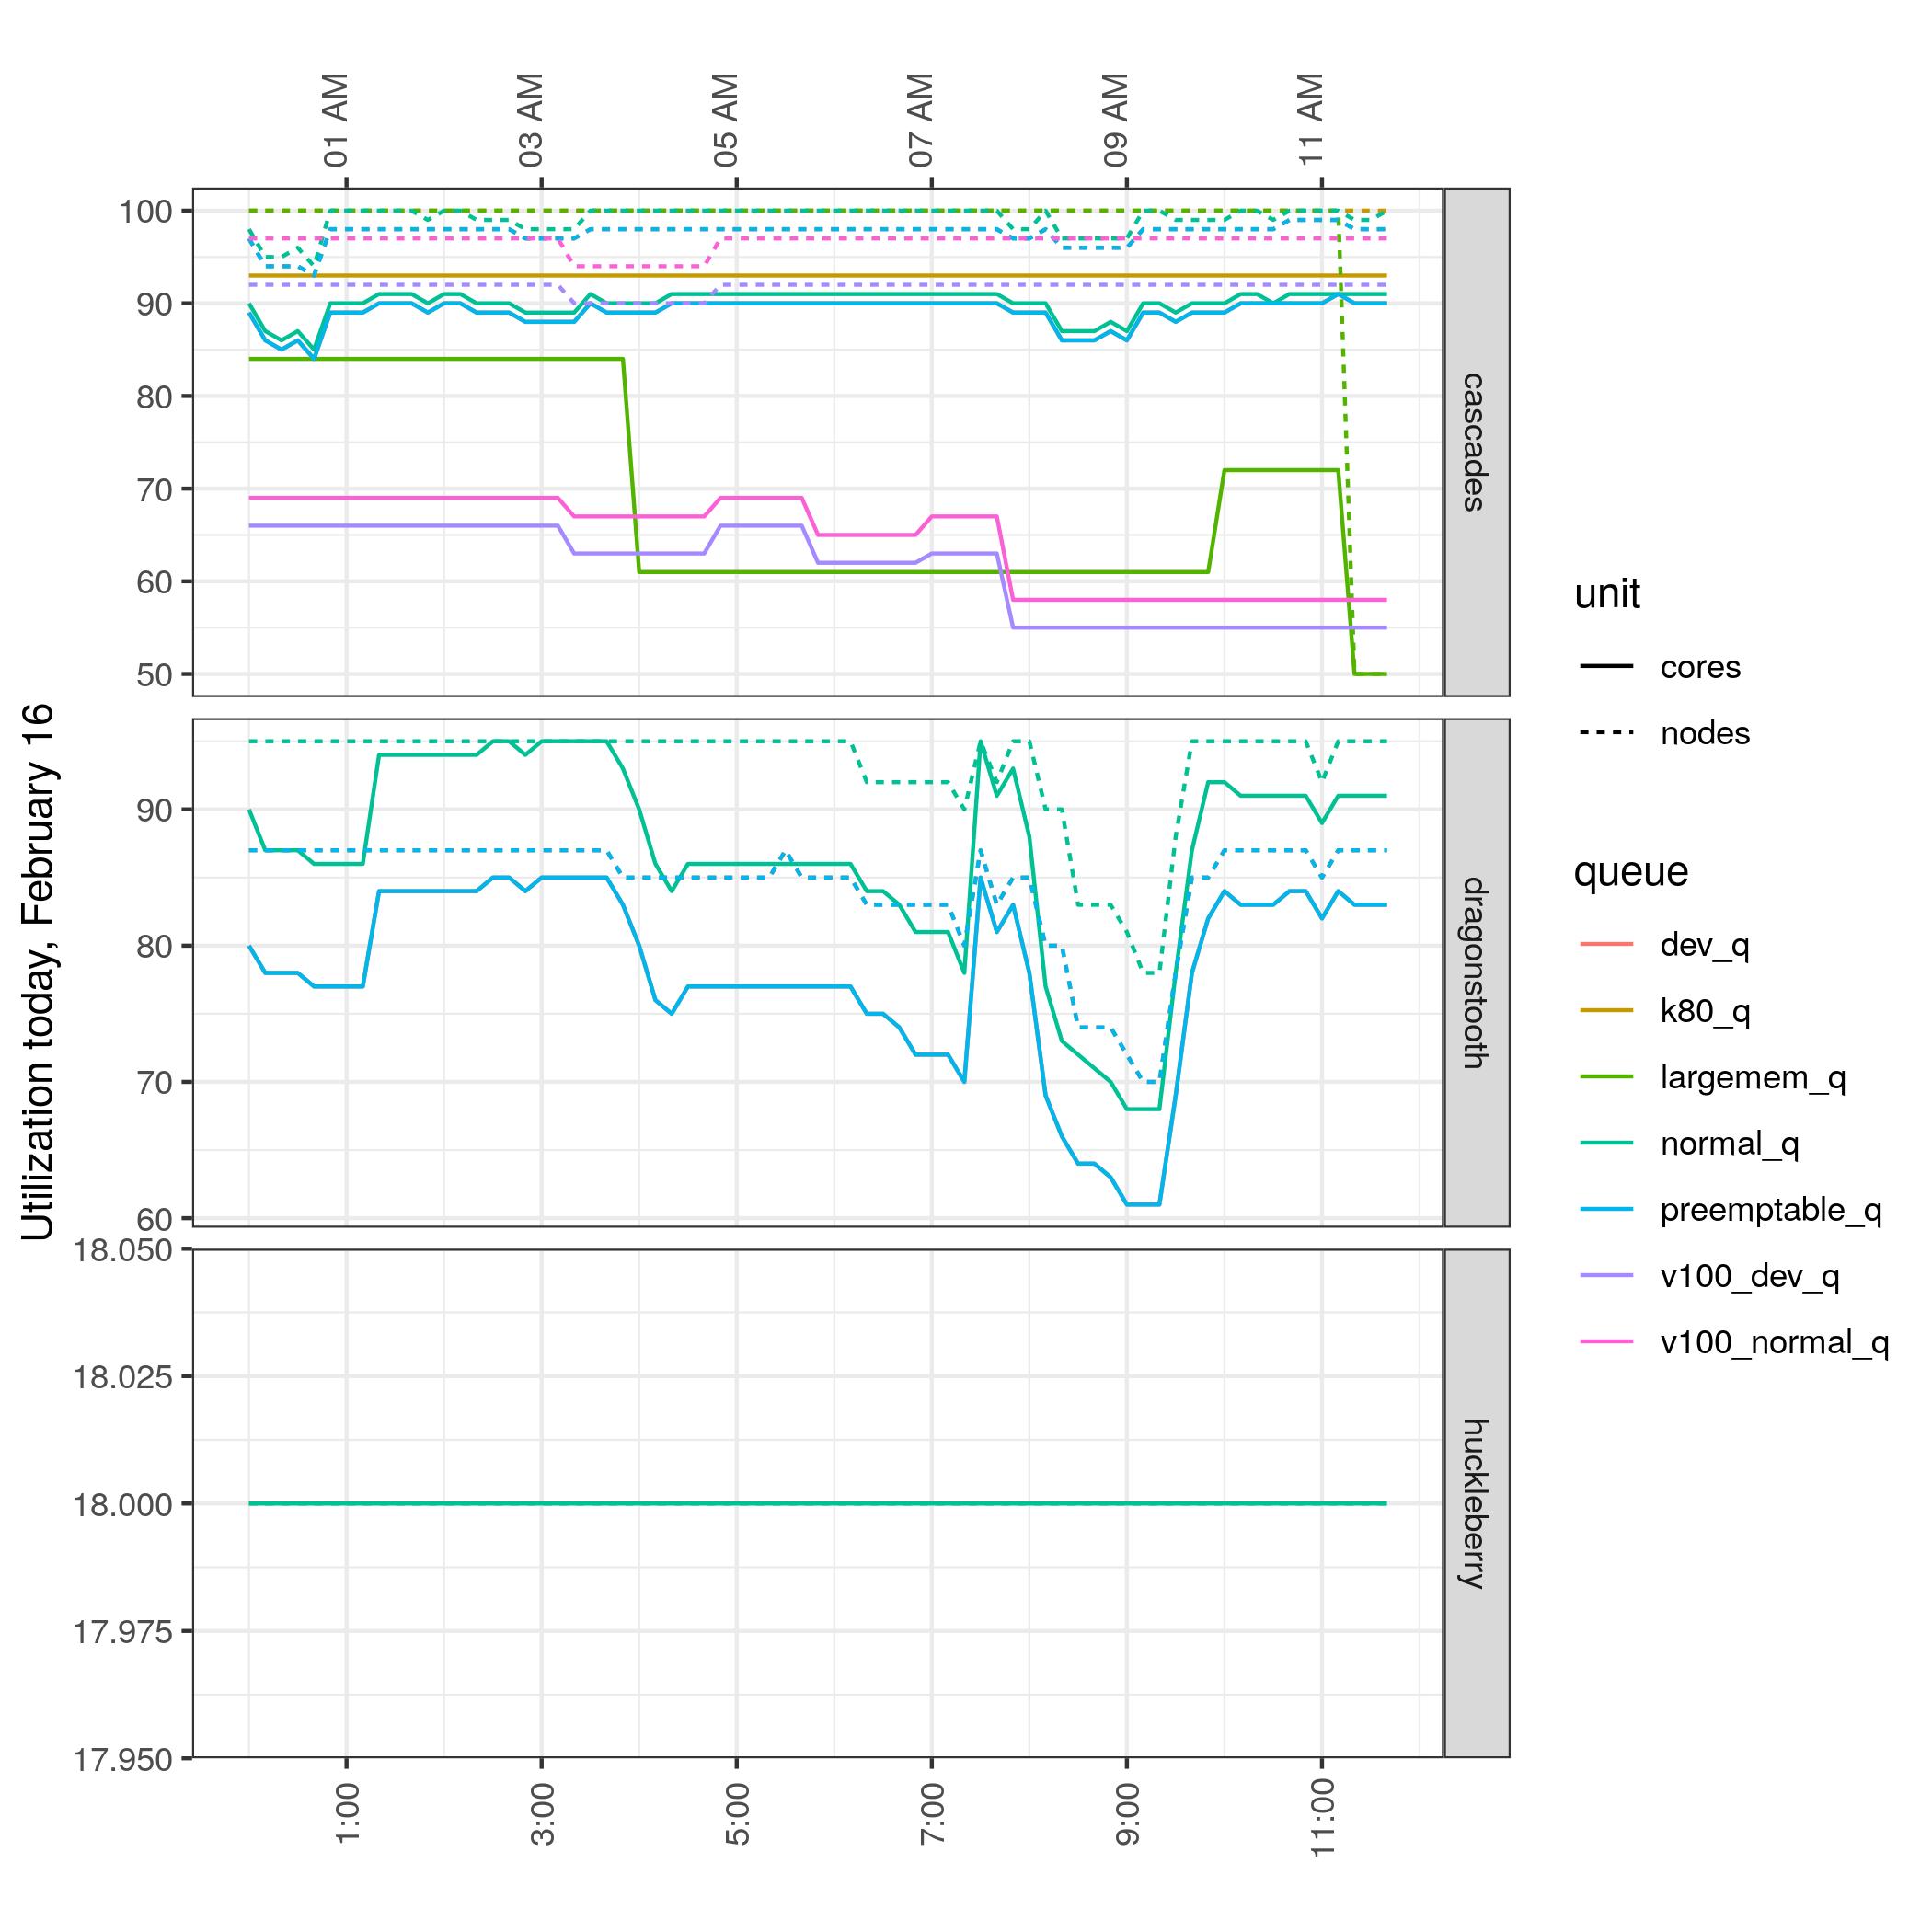 01 AM
03 AM
05 AM
07 AM
09 AM
11 AM
Utilization today, February 16
100
90
80
70
60
50
cascades
90
80
70
60
dragonstooth
18.050
18.025
18.000
17.975
17.950
huckleberry
1:00
3:00
5:00
7:00
9:00
11:00
unit
cores
nodes
queue
dev_q
k80_q
largemem_q
normal_q
preemptable_q
v100_dev_q
v100_normal_q